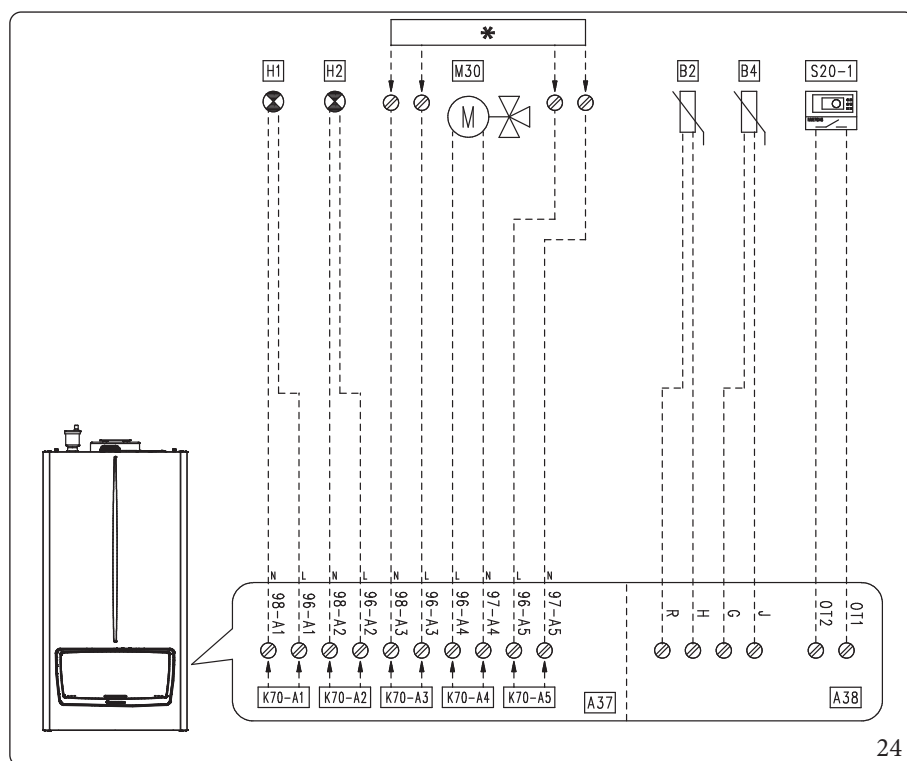 *
H1 H2 M30 B2 B4 S20-1
M
N L N L N L L N L N
98-A1 96-A1 98-A2 96-A2 98-A3 96-A3 96-A4 97-A4 96-A5 97-A5 R H G J OT2 OT1
K70-A1 K70-A2 K70-A3 K70-A4 K70-A5 A37 A38
24